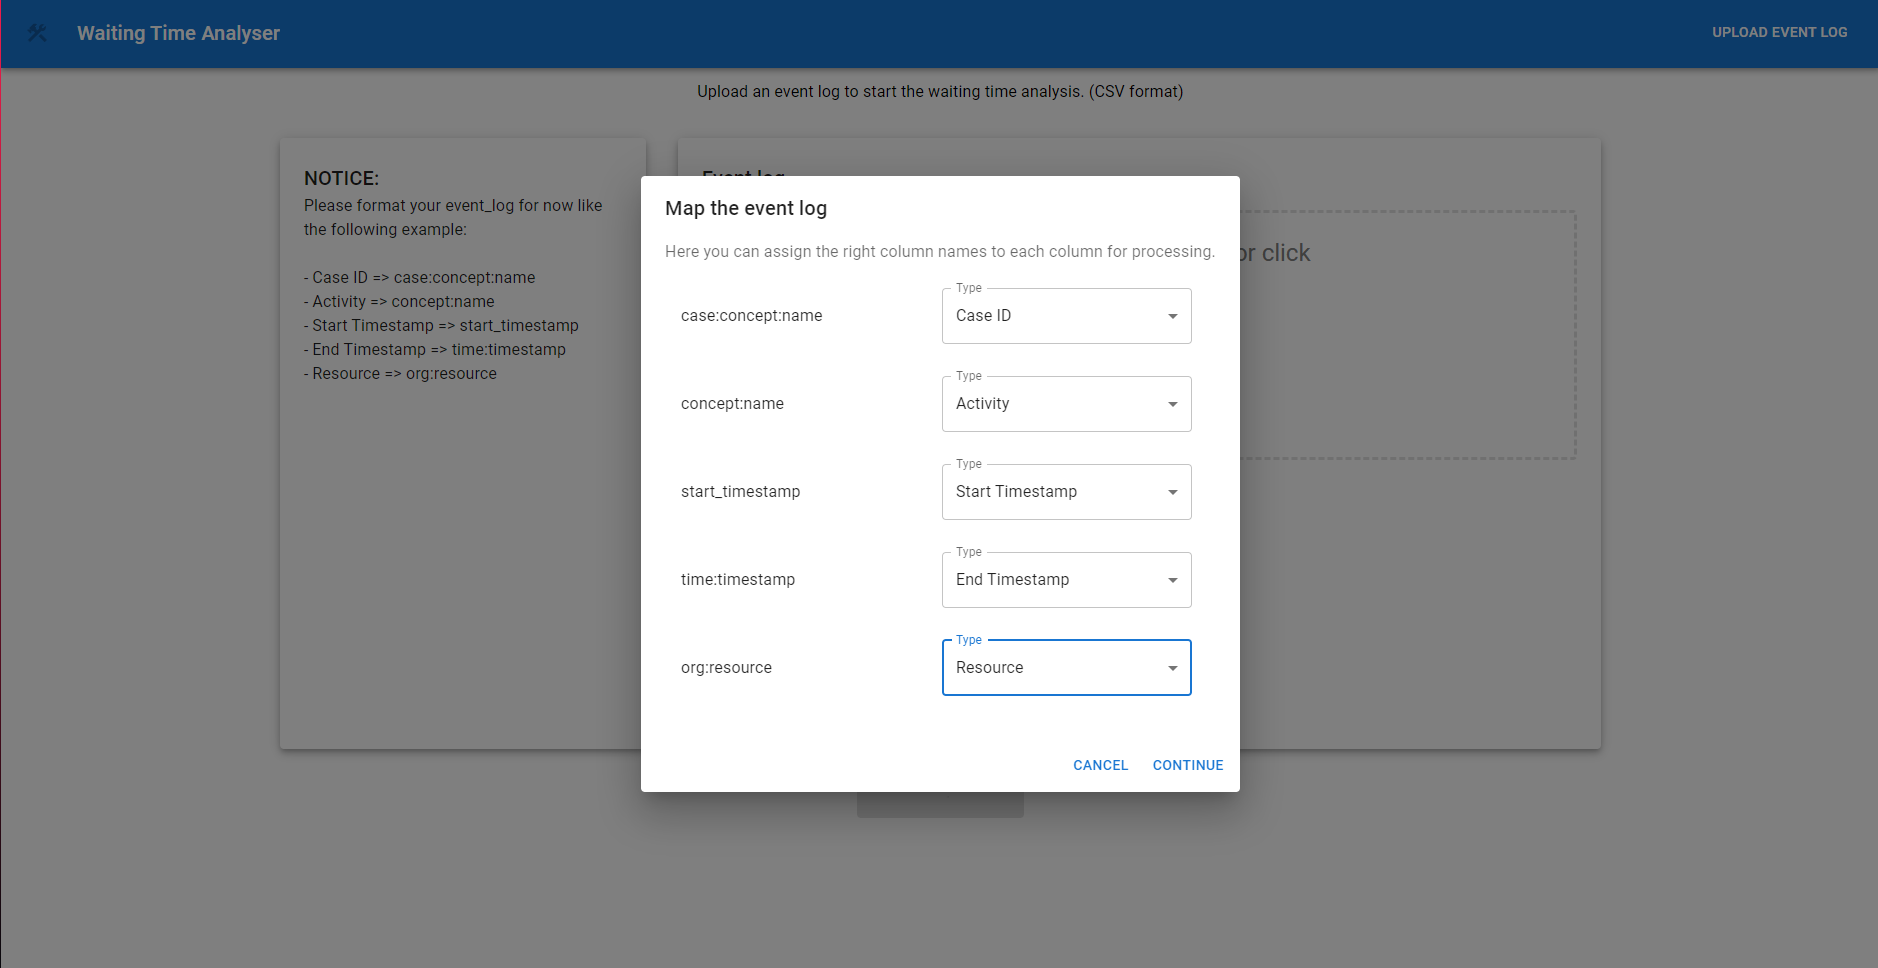 Waiting Time Analyser
UPLOAD EVENT LOG
Upload an event log to start the waiting time analysis. (CSV format)
NOTICE:
Please format your event_log for now like
the following example:
- Case ID => case:concept:name
- Activity => concept:name
- Start Timestamp => start_timestamp
- End Timestamp => time:timestamp
- Resource => org:resource
Event log
or click
Map the event log
Here you can assign the right column names to each column for processing.
case:concept:name
Type
Case ID
concept:name
Type
Activity
start_timestamp
Type
Start Timestamp
time:timestamp
Type
End Timestamp
org:resource
Type
Resource
CANCEL
CONTINUE